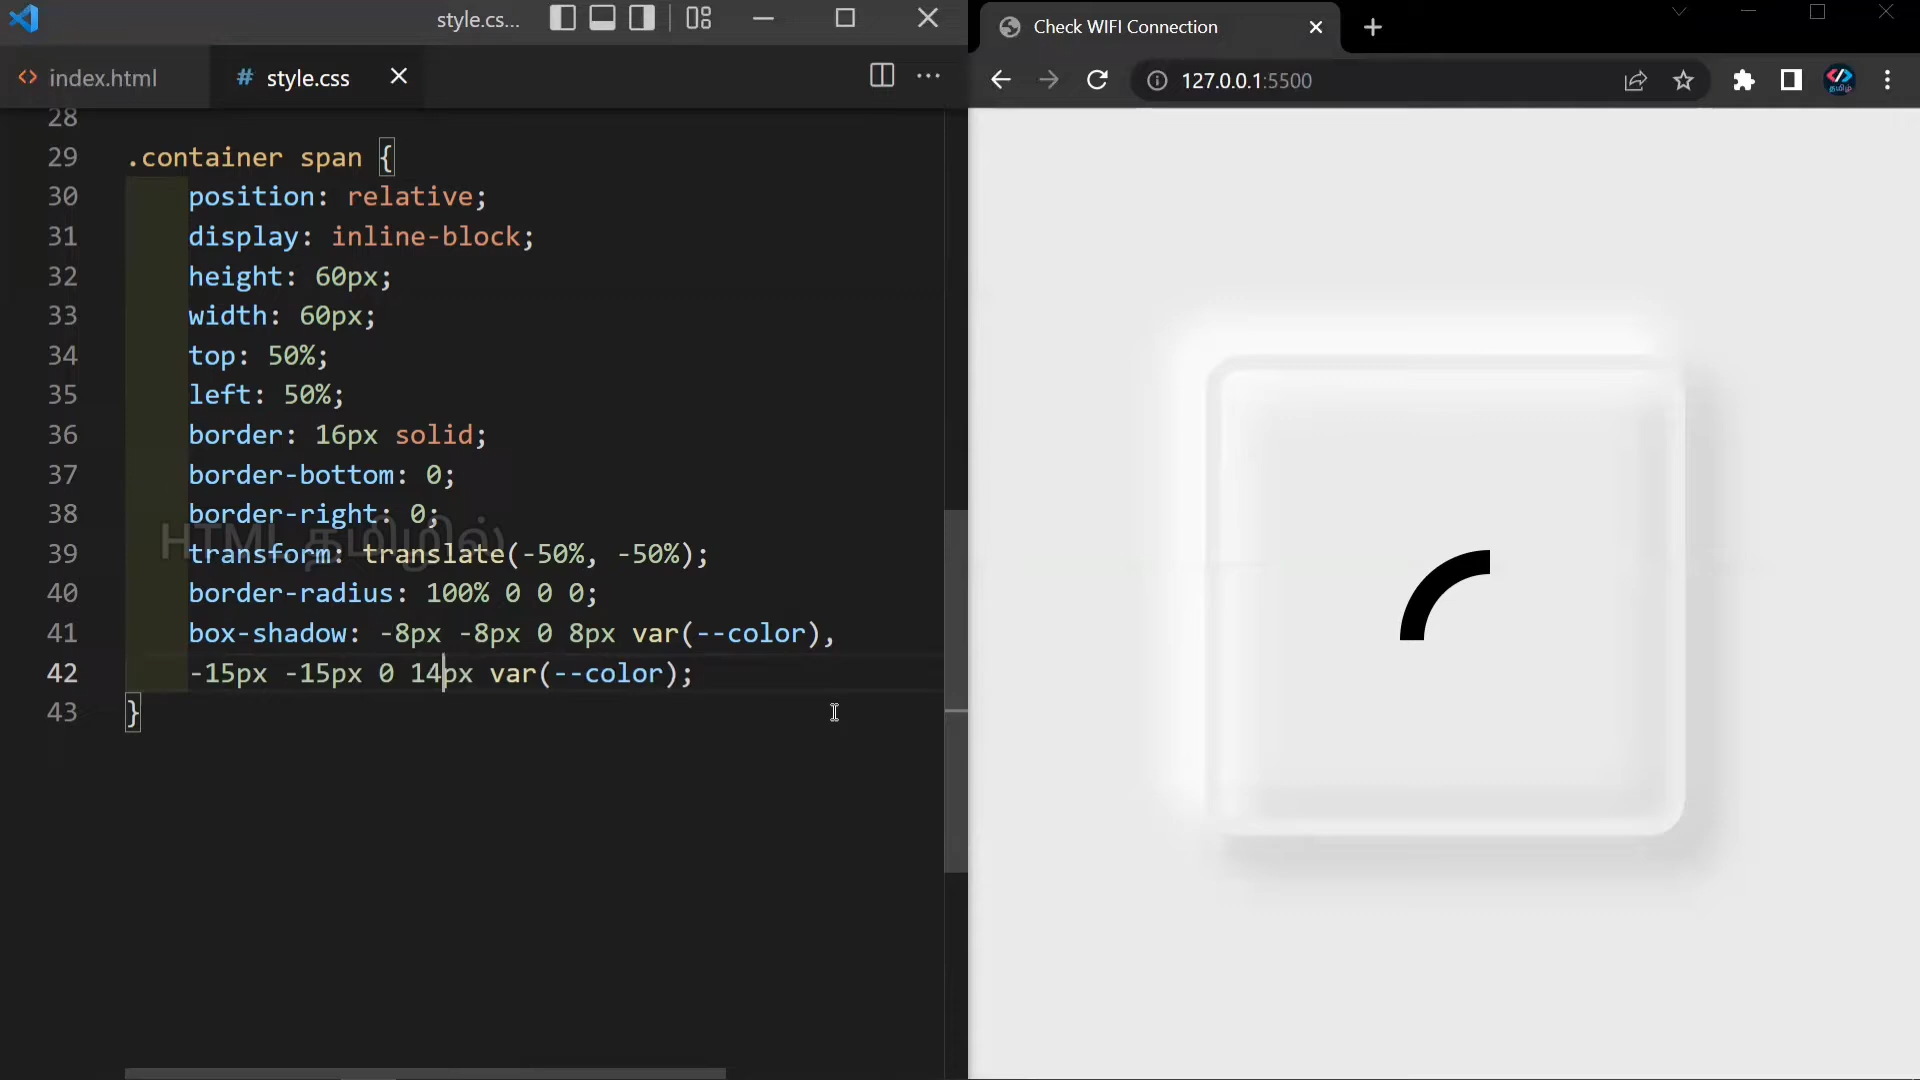 style.cs...
Check WIFI Connection
index.html
# style.css
127.0.0.1:5500
28
29 .container span {
30 position: relative;
31 display: inline-block;
32 height: 60px;
33 width: 60px;
34 top: 50%;
35 left: 50%;
36 border: 16px solid;
37 border-bottom: 0;
38 border-right: 0;
HTML தமிழில்
39 transform: translate(-50%, -50%);
40 border-radius: 100% 0 0 0;
41 box-shadow: -8px -8px 0 8px var(--color),
42 -15px -15px 0 14px var(--color);
43 }
தமிழ்